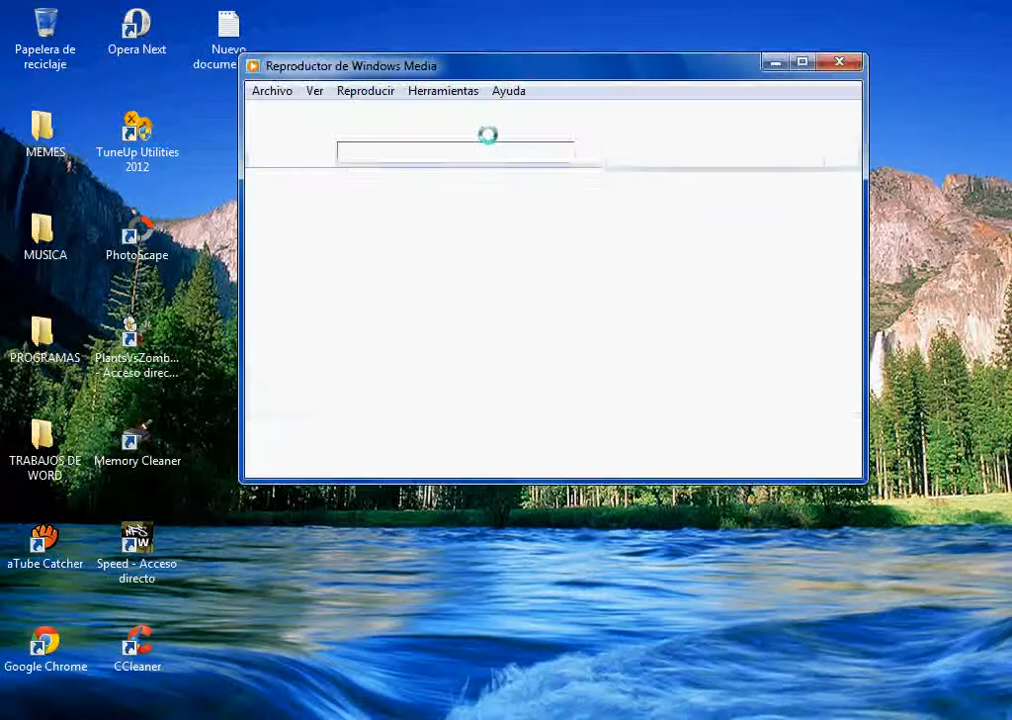 Papelera de
reciclaje
Opera Next
Nuevo
docume
Reproductor de Windows Media
Archivo Ver Reproducir Herramientas Ayuda
MEMES
TuneUp Utilities
2012
MUSICA
PhotoScape
PROGRAMAS
PlantsVsZomb...
- Acceso direc...
TRABAJOS DE
WORD
Memory Cleaner
aTube Catcher
Speed - Acceso
directo
Google Chrome
CCleaner